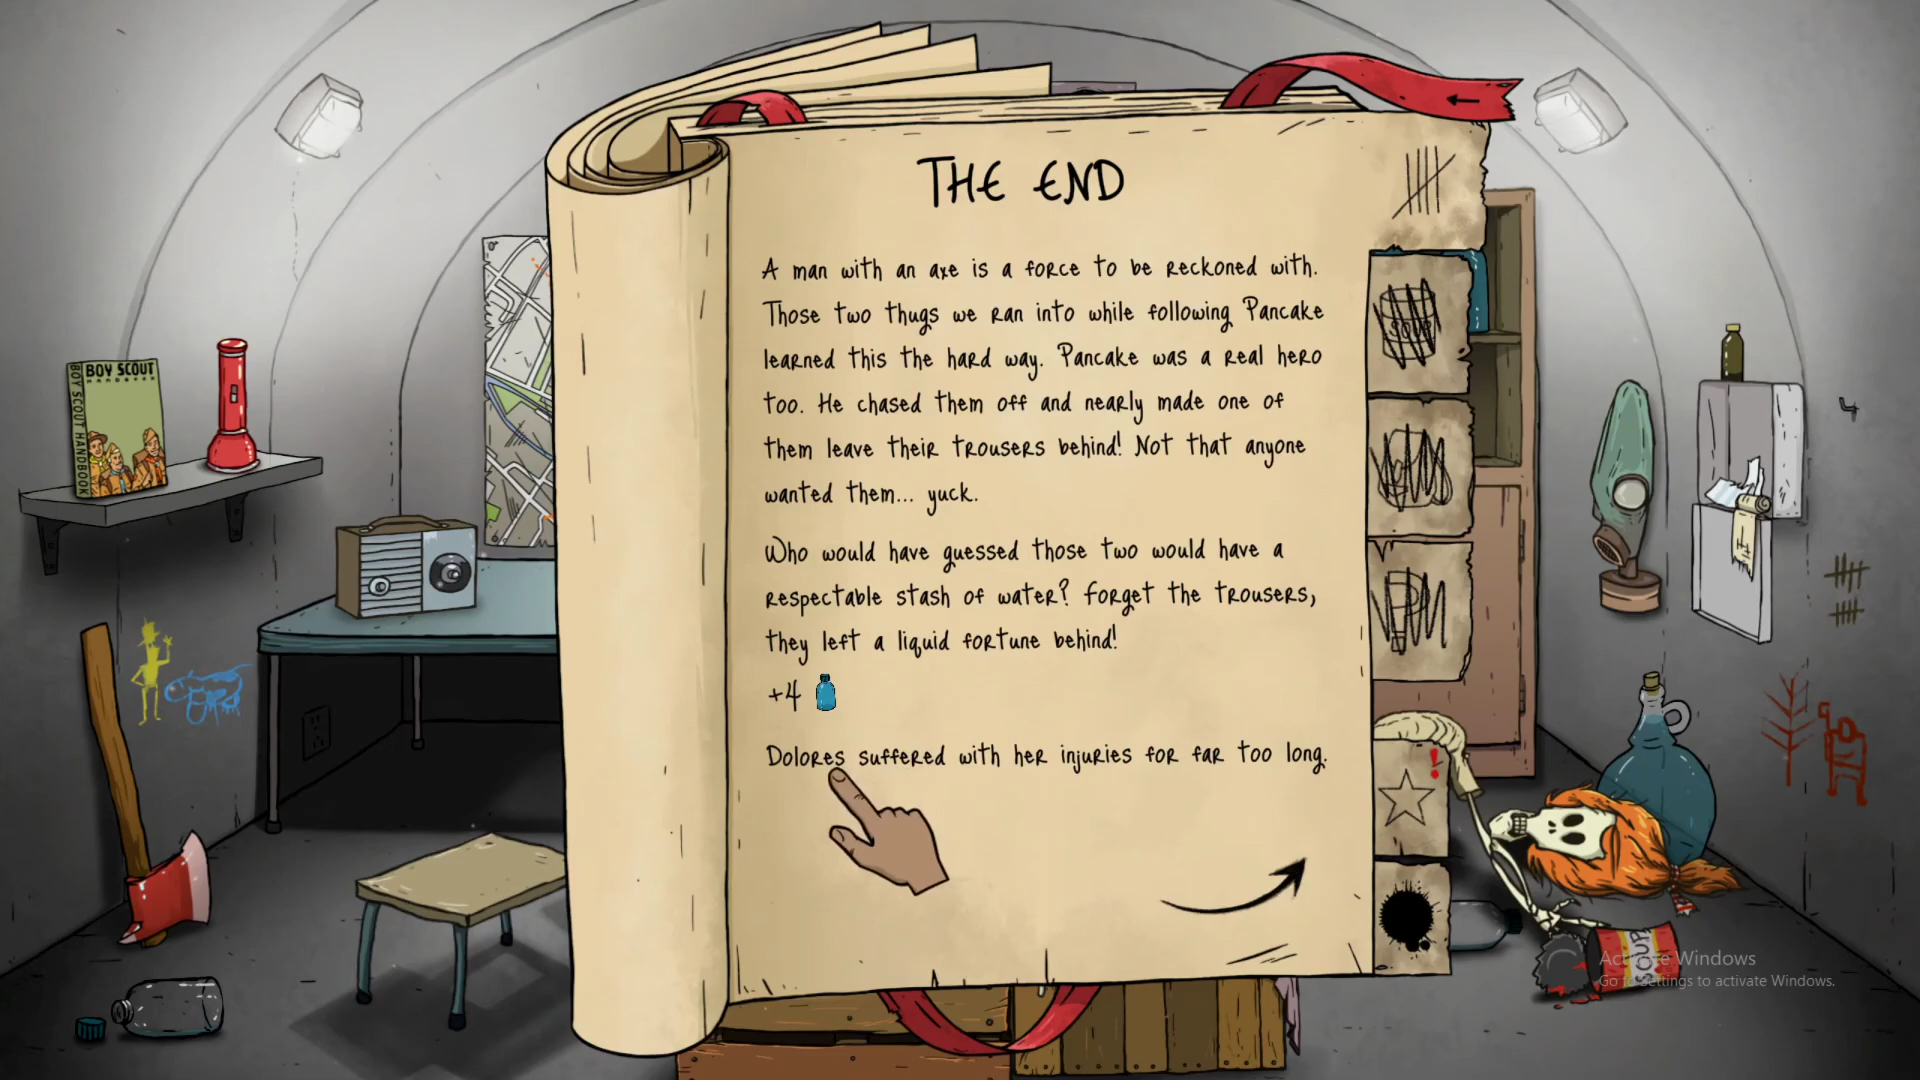 THE END
A man with an axe is a force to be reckoned with.
Those two thugs we ran into while following Pancake
learned this the hard way. Pancake was a real hero
too. He chased them off and nearly made one of
them leave their trousers behind! Not that anyone
wanted them... yuck.
Who would have guessed those two would have a
respectable stash of water? Forget the trousers,
they left a liquid fortune behind!
+4
Dolores suffered with her injuries for far too long.
BOY SCOUT
HANDBOOK
BOY SCOUT HANDBOOK
SOUP
!
SOUP
Activate Windows
Go to Settings to activate Windows.